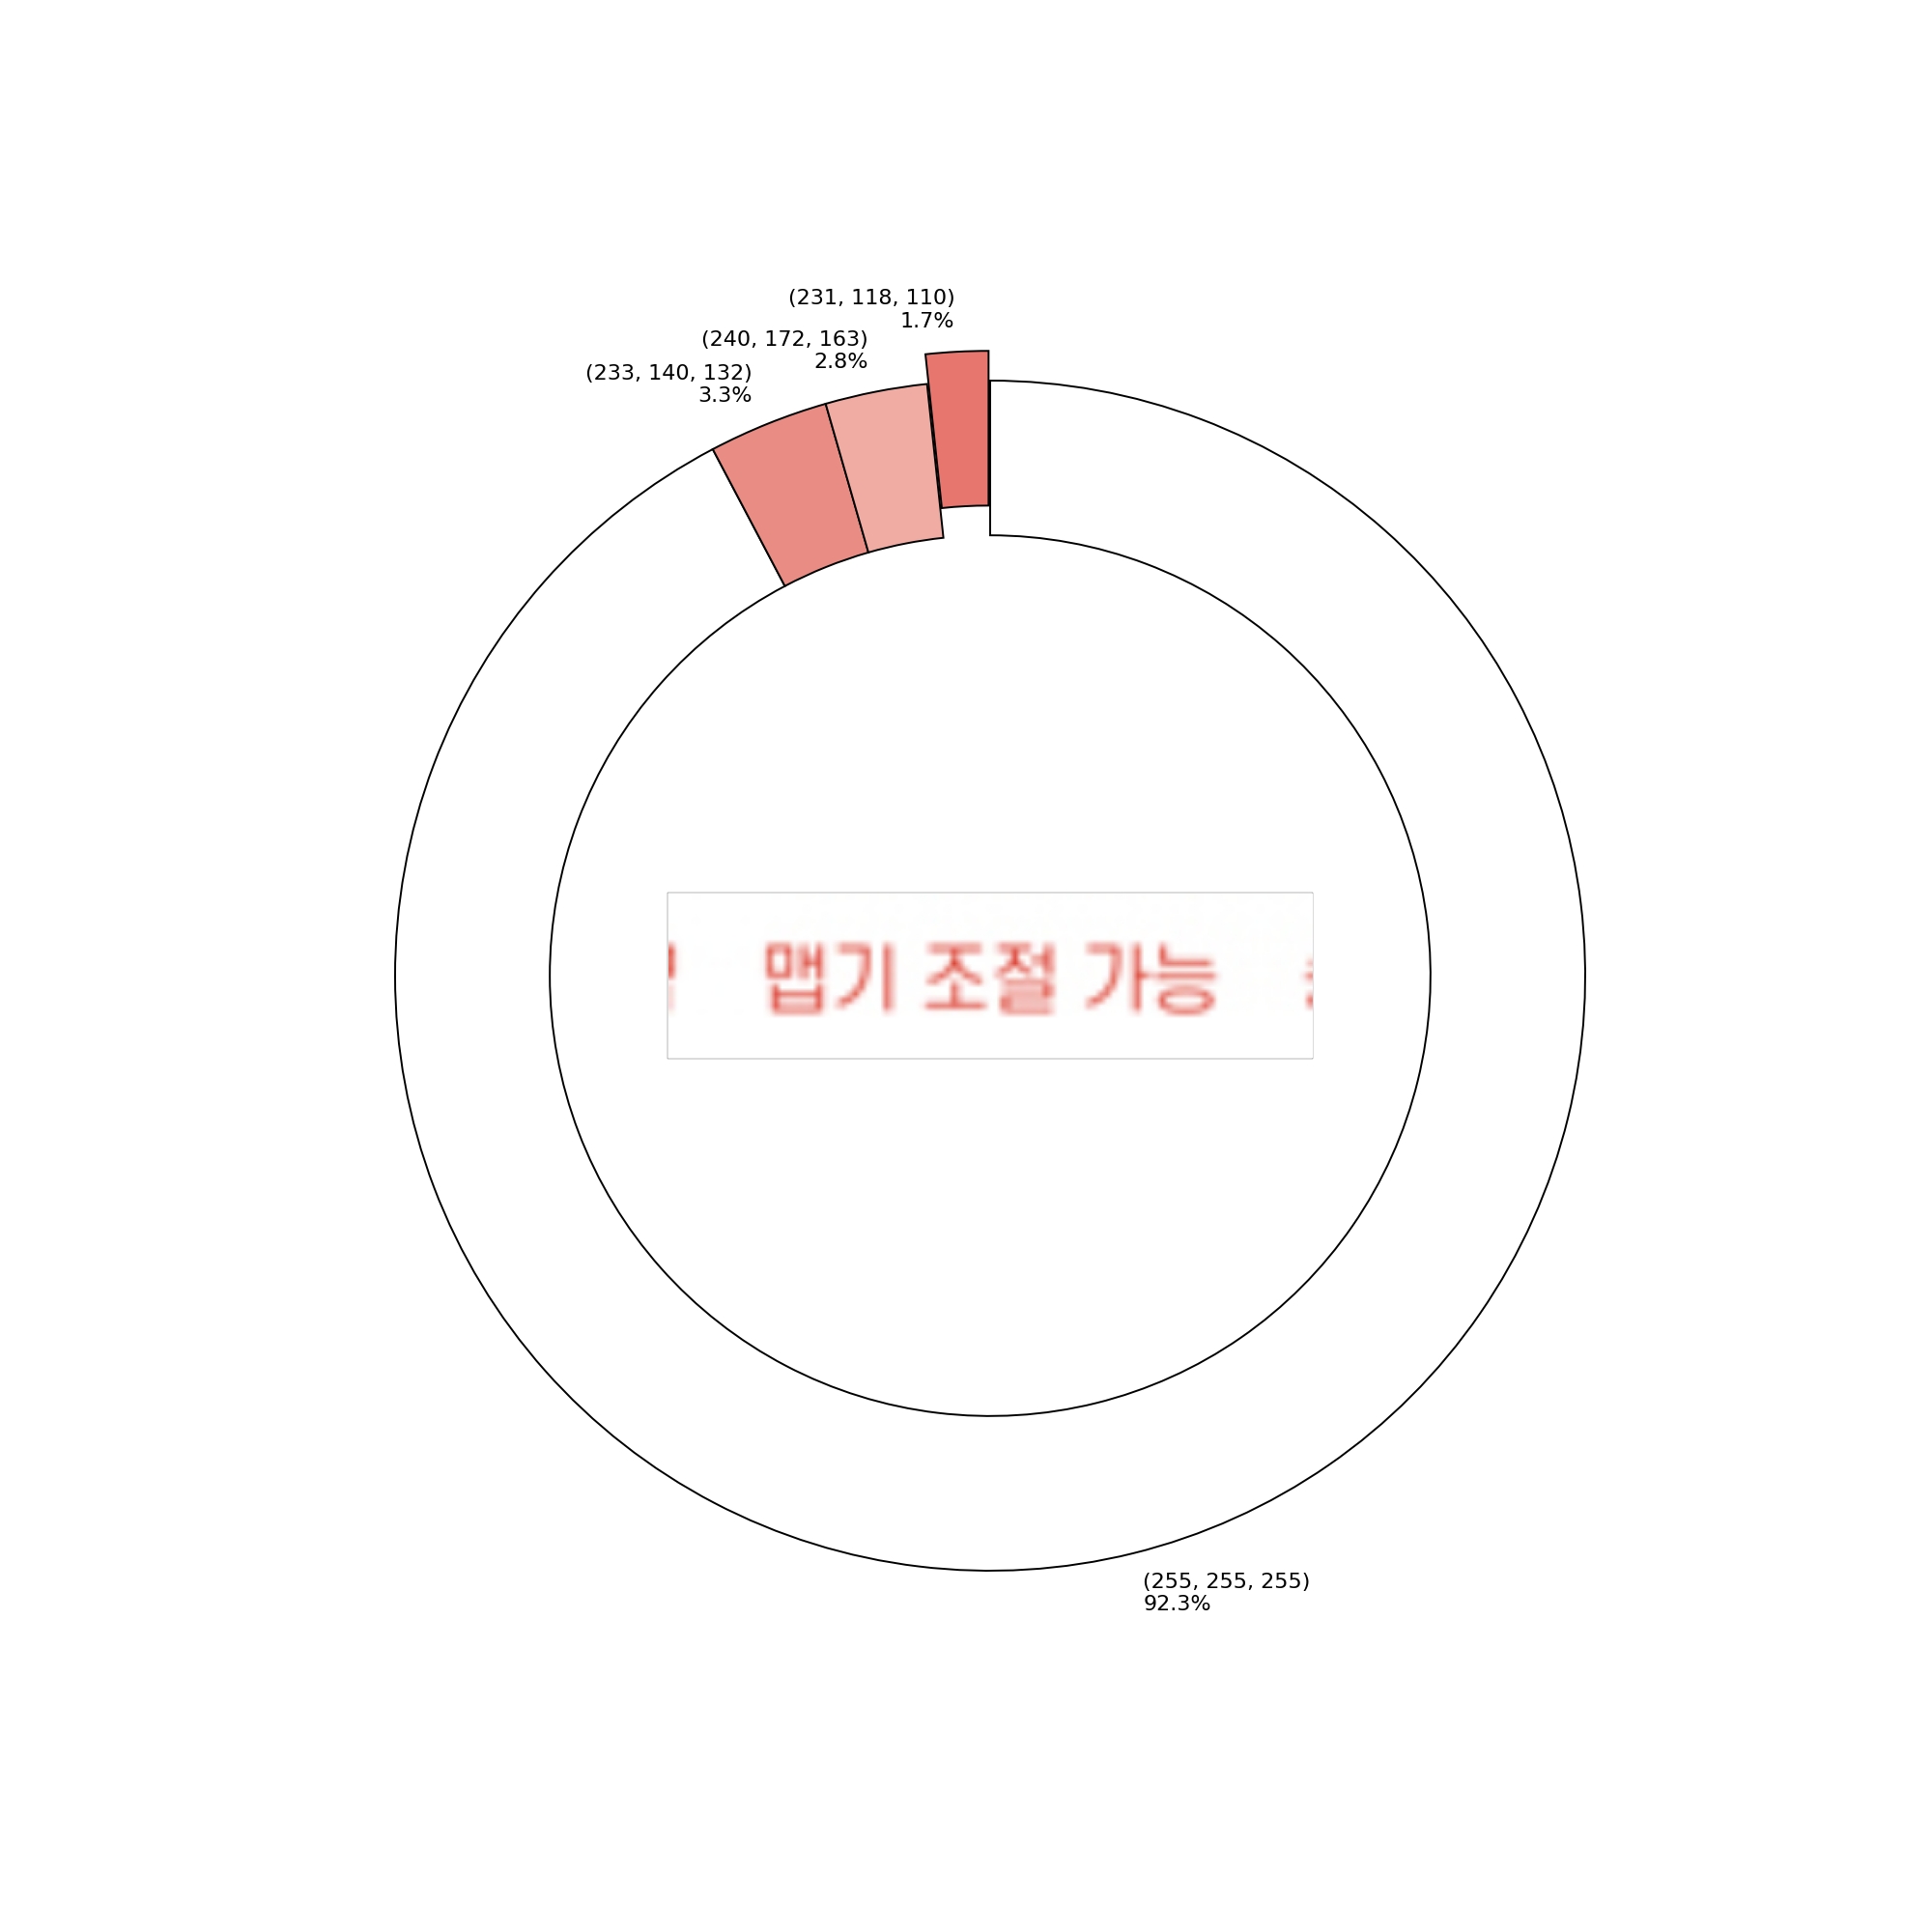 (231, 118, 110)
1.7%
(240, 172, 163)
2.8%
(233, 140, 132)
3.3%
맵기 조절 가능
(255, 255, 255)
92.3%